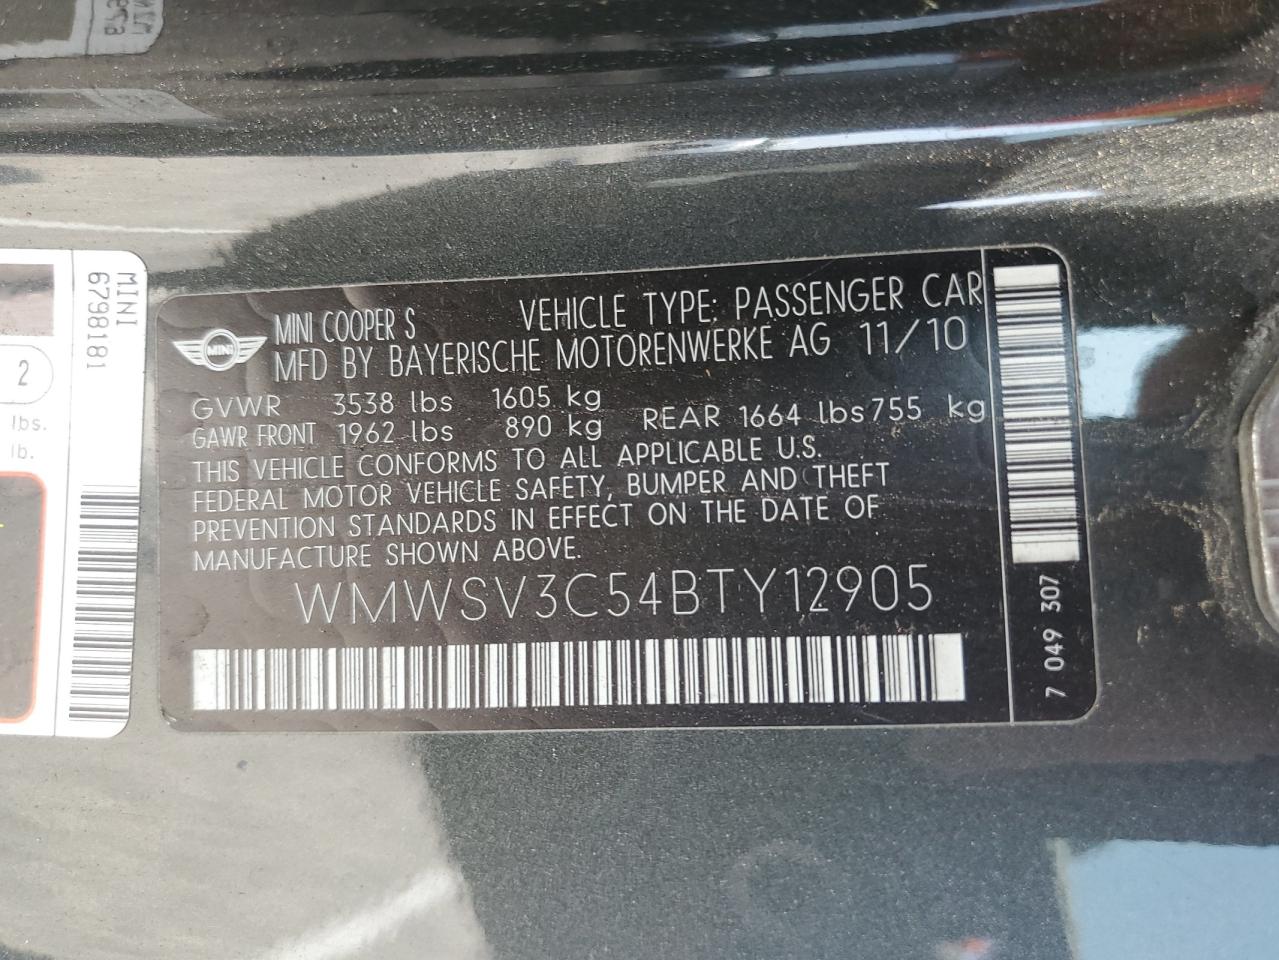 MINI
6798181
2
lbs.
lb.
MINI
MINI COOPER S VEHICLE TYPE: PASSENGER CAR
MFD BY BAYERISCHE MOTORENWERKE AG 11/10
GVWR 3538 lbs 1605 kg
GAWR FRONT 1962 lbs 890 kg REAR 1664 lbs 755 kg
THIS VEHICLE CONFORMS TO ALL APPLICABLE U.S.
FEDERAL MOTOR VEHICLE SAFETY, BUMPER AND THEFT
PREVENTION STANDARDS IN EFFECT ON THE DATE OF
MANUFACTURE SHOWN ABOVE.
WMWSV3C54BTY12905
7 049 307